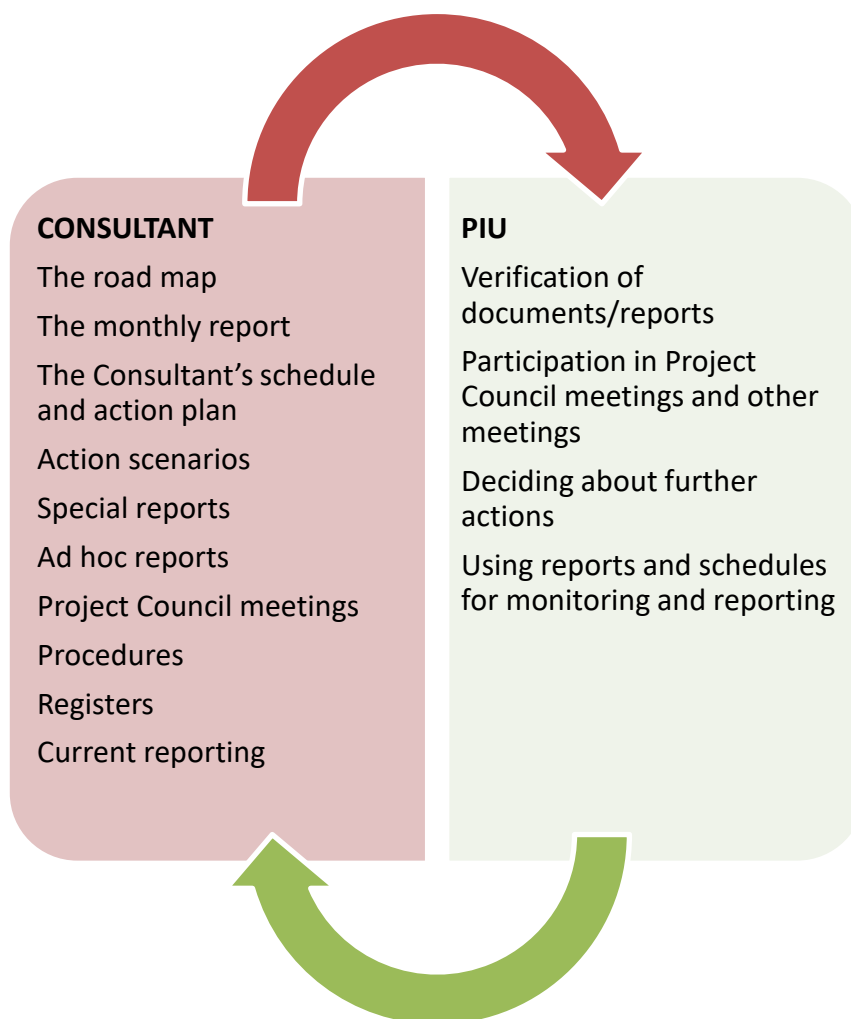 CONSULTANT
The road map
The monthly report
The Consultant’s schedule
and action plan
Action scenarios
Special reports
Ad hoc reports
Project Council meetings
Procedures
Registers
Current reporting
PIU
Verification of
documents/reports
Participation in Project
Council meetings and other
meetings
Deciding about further
actions
Using reports and schedules
for monitoring and reporting